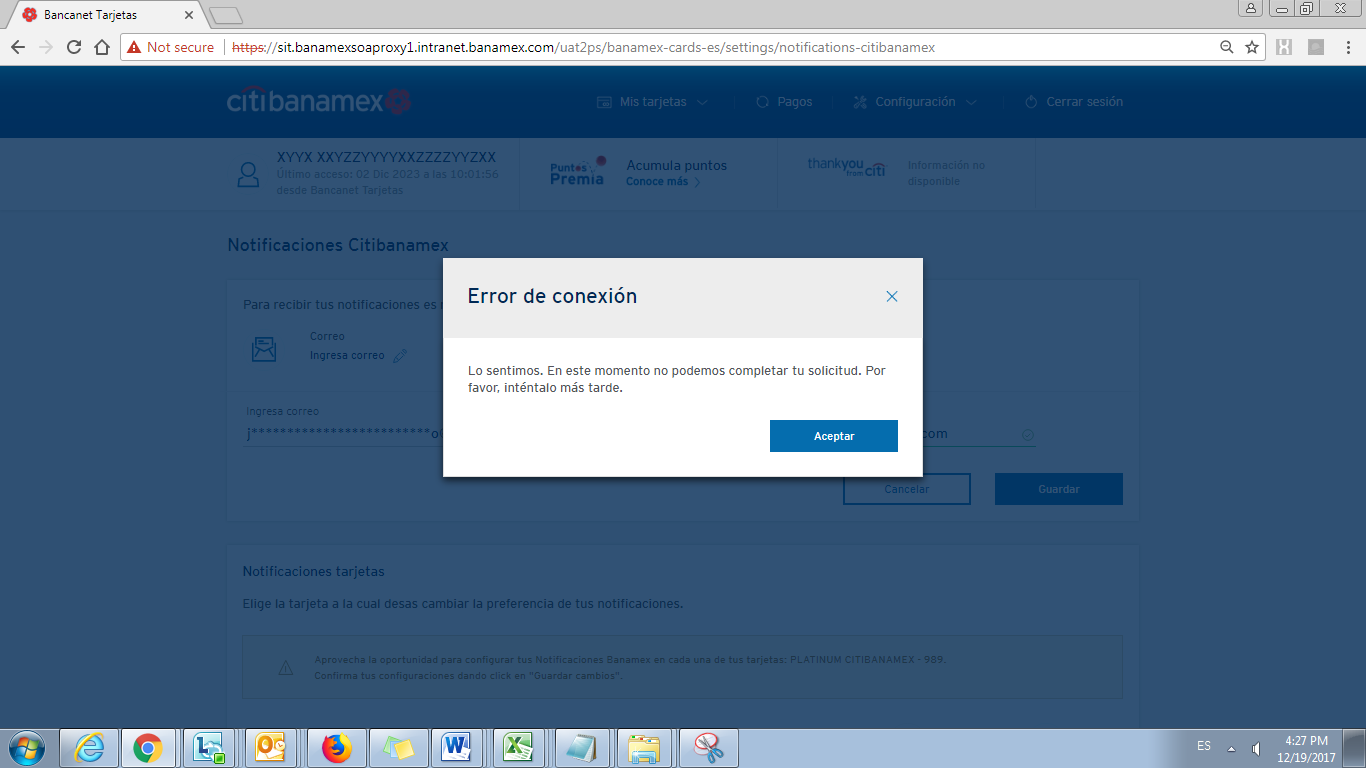 Bancanet Tarjetas
Not secure https://sit.banamexsoaproxy1.intranet.banamex.com/uat2ps/banamex-cards-es/settings/notifications-citibanamex
citibanamex
Mis tarjetas
Pagos
Configuración
Cerrar sesión
XYYX XXYZZYYYYXXZZZZYYZXX
Último acceso: 02 Dic 2023 a las 10:01:56
desde Bancanet Tarjetas
Puntos
Premia
Acumula puntos
Conoce más
thankyou
from citi
Información no
disponible
Notificaciones Citibanamex
Para recibir tus notificaciones es
Correo
Ingresa correo
Error de conexión
Lo sentimos. En este momento no podemos completar tu solicitud. Por
favor, inténtalo más tarde.
Aceptar
Ingresa correo
j*************************o
.com
Cancelar
Guardar
Notificaciones tarjetas
Elige la tarjeta a la cual desas cambiar la preferencia de tus notificaciones.
Aprovecha la oportunidad para configurar tus Notificaciones Banamex en cada una de tus tarjetas: PLATINUM CITIBANAMEX - 989.
Confirma tus configuraciones dando click en "Guardar cambios".
ES
4:27 PM
12/19/2017